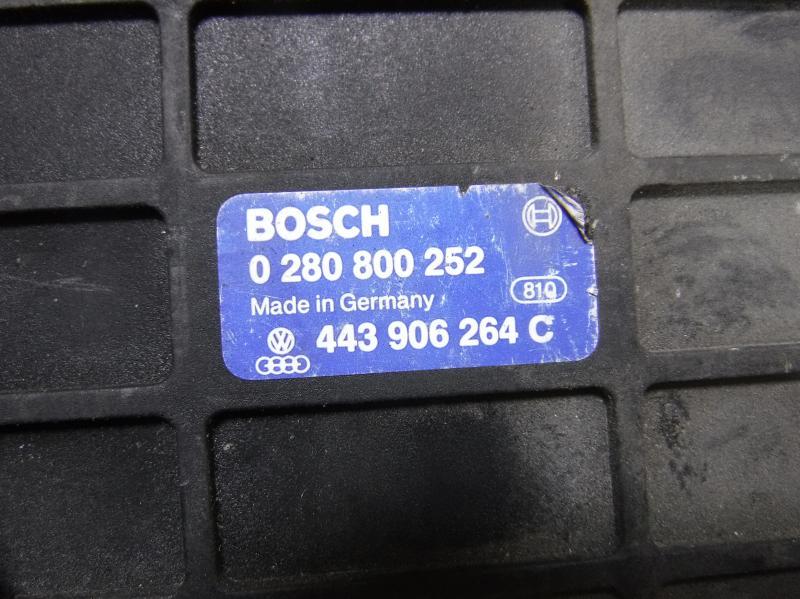 BOSCH
0 280 800 252
Made in Germany 810
443 906 264 C